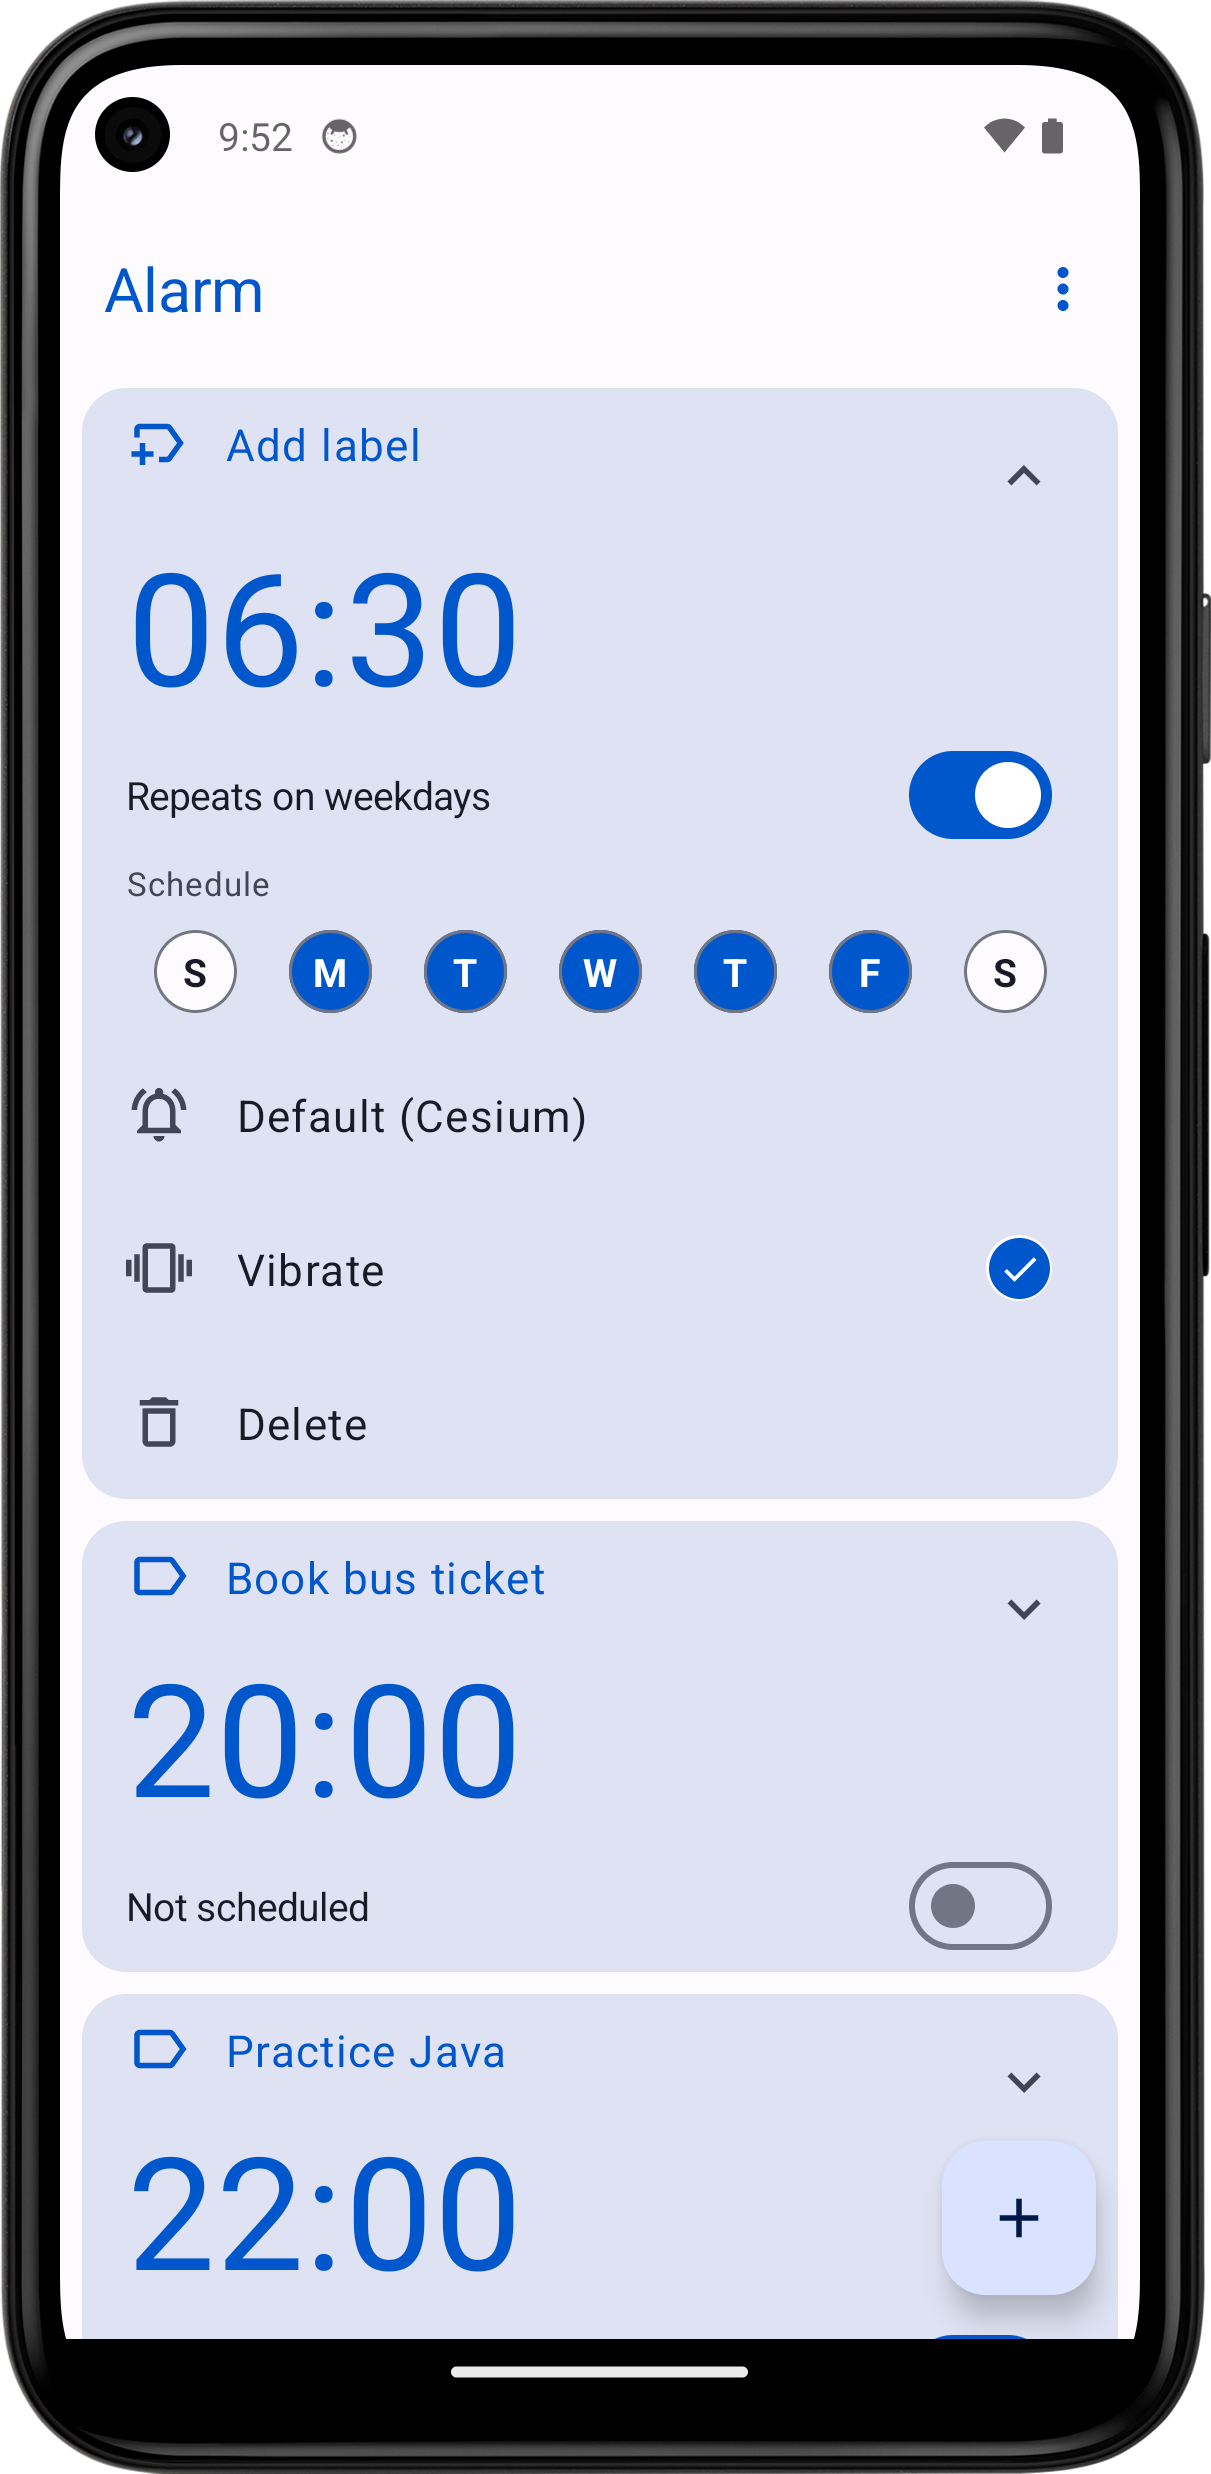 9:52
Alarm
Add label
06:30
Repeats on weekdays
Schedule
S M T W T F S
Default (Cesium)
Vibrate
Delete
Book bus ticket
20:00
Not scheduled
Practice Java
22:00